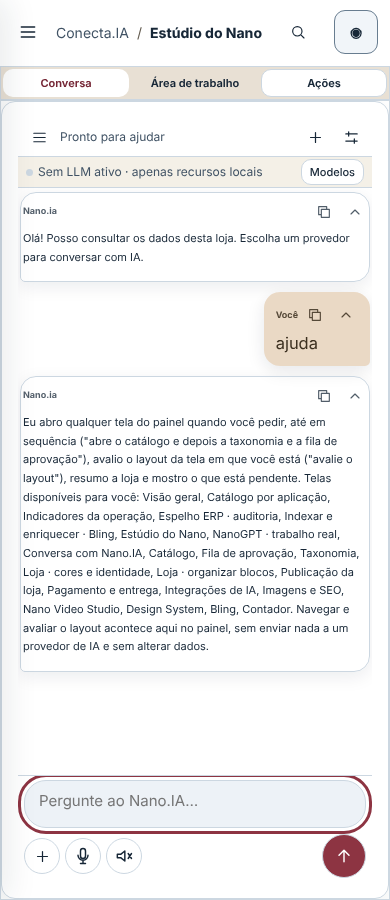 Conecta.IA / Estúdio do Nano
Conversa
Área de trabalho
Ações
Pronto para ajudar
Sem LLM ativo · apenas recursos locais
Modelos
Nano.ia
Olá! Posso consultar os dados desta loja. Escolha um provedor
para conversar com IA.
Você
ajuda
Nano.ia
Eu abro qualquer tela do painel quando você pedir, até em
sequência ("abre o catálogo e depois a taxonomia e a fila de
aprovação"), avalio o layout da tela em que você está ("avalie o
layout"), resumo a loja e mostro o que está pendente. Telas
disponíveis para você: Visão geral, Catálogo por aplicação,
Indicadores da operação, Espelho ERP · auditoria, Indexar e
enriquecer · Bling, Estúdio do Nano, NanoGPT · trabalho real,
Conversa com Nano.IA, Catálogo, Fila de aprovação, Taxonomia,
Loja · cores e identidade, Loja · organizar blocos, Publicação da
loja, Pagamento e entrega, Integrações de IA, Imagens e SEO,
Nano Video Studio, Design System, Bling, Contador. Navegar e
avaliar o layout acontece aqui no painel, sem enviar nada a um
provedor de IA e sem alterar dados.
Pergunte ao Nano.IA...